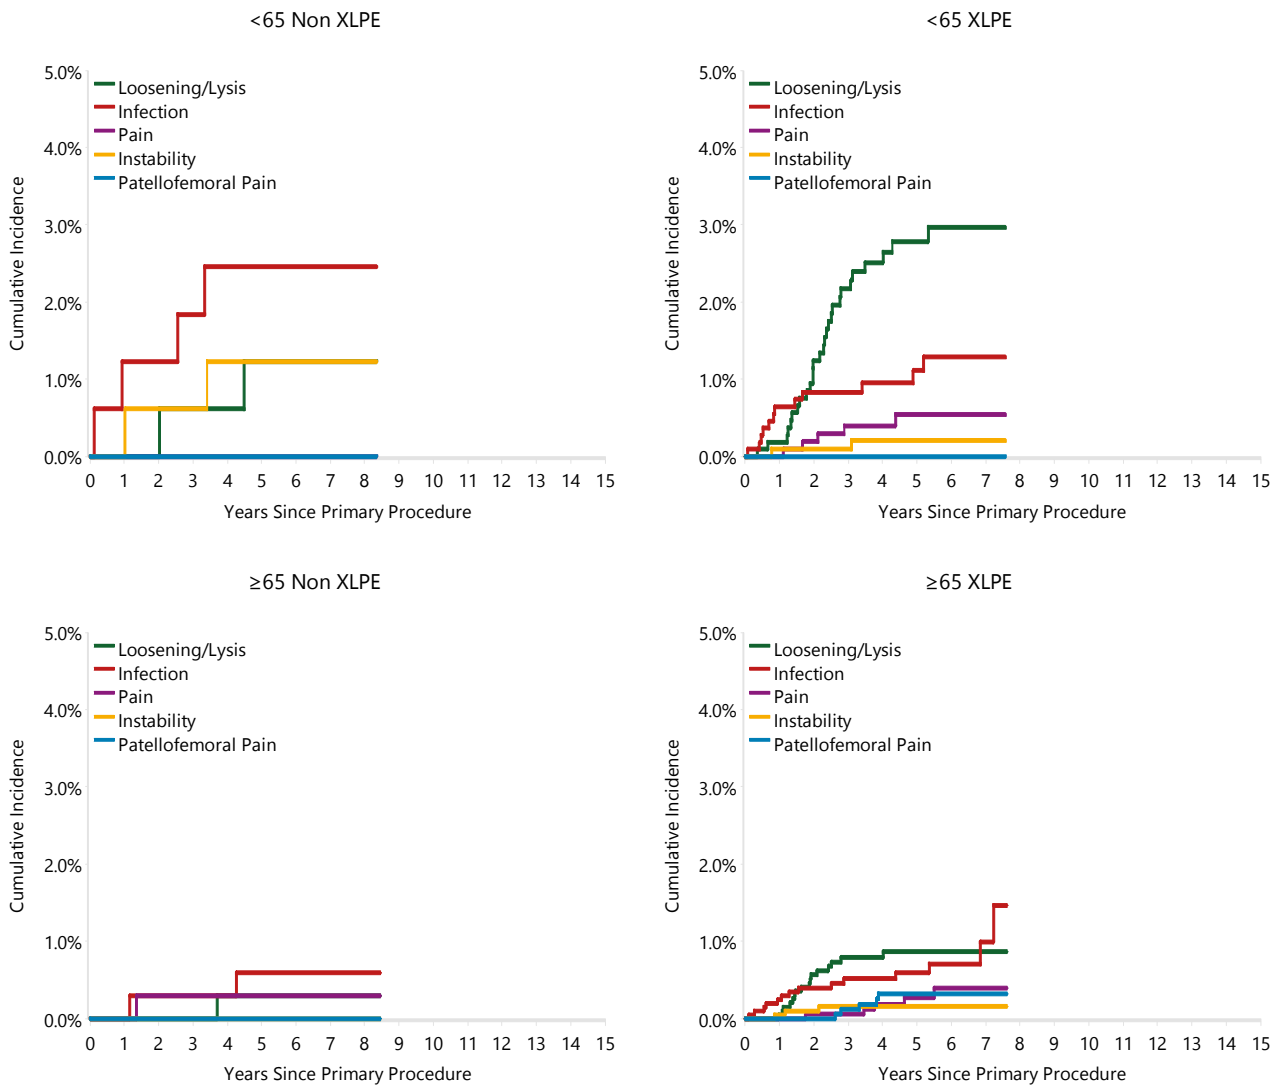 <65 Non XLPE
5.0%
4.0%
3.0%
2.0%
1.0%
0.0%
Cumulative Incidence
Loosening/Lysis
Infection
Pain
Instability
Patellofemoral Pain
0 1 2 3 4 5 6 7 8 9 10 11 12 13 14 15
Years Since Primary Procedure
<65 XLPE
5.0%
4.0%
3.0%
2.0%
1.0%
0.0%
Cumulative Incidence
Loosening/Lysis
Infection
Pain
Instability
Patellofemoral Pain
0 1 2 3 4 5 6 7 8 9 10 11 12 13 14 15
Years Since Primary Procedure
≥65 Non XLPE
5.0%
4.0%
3.0%
2.0%
1.0%
0.0%
Cumulative Incidence
Loosening/Lysis
Infection
Pain
Instability
Patellofemoral Pain
0 1 2 3 4 5 6 7 8 9 10 11 12 13 14 15
Years Since Primary Procedure
≥65 XLPE
5.0%
4.0%
3.0%
2.0%
1.0%
0.0%
Cumulative Incidence
Loosening/Lysis
Infection
Pain
Instability
Patellofemoral Pain
0 1 2 3 4 5 6 7 8 9 10 11 12 13 14 15
Years Since Primary Procedure